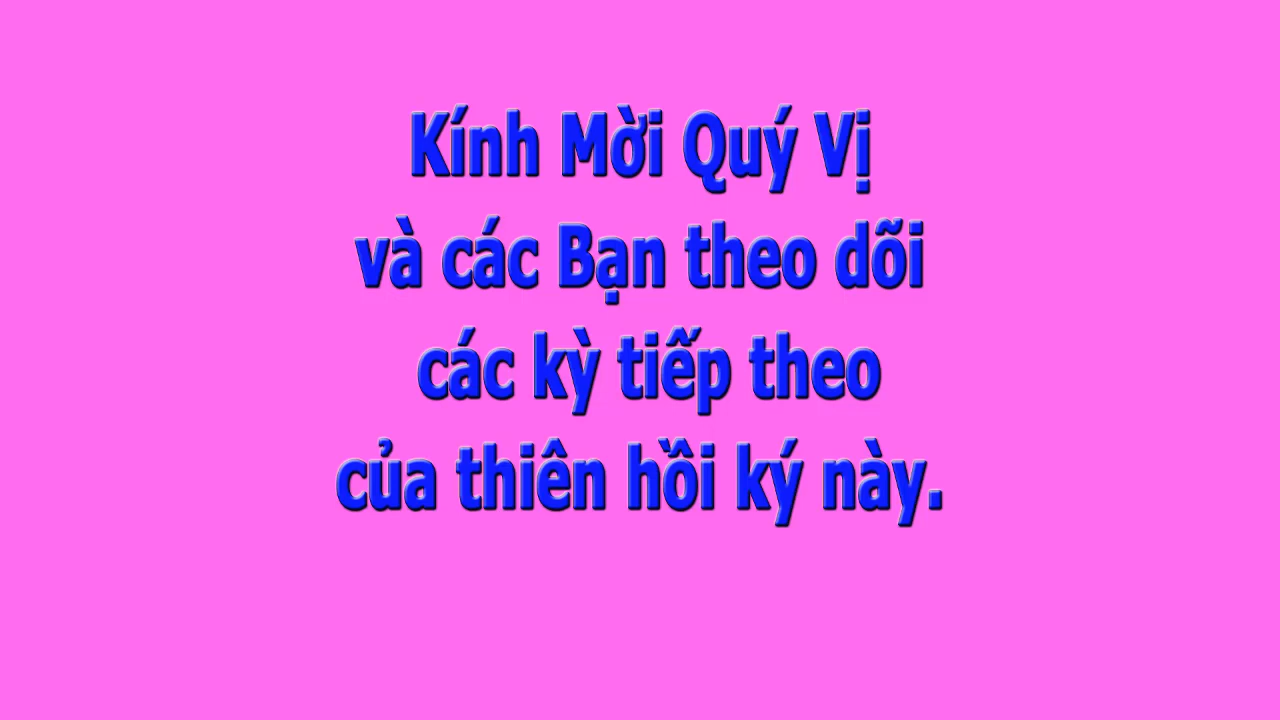 Kính Mời Quý Vị
và các Bạn theo dõi
các kỳ tiếp theo
của thiên hồi ký này.